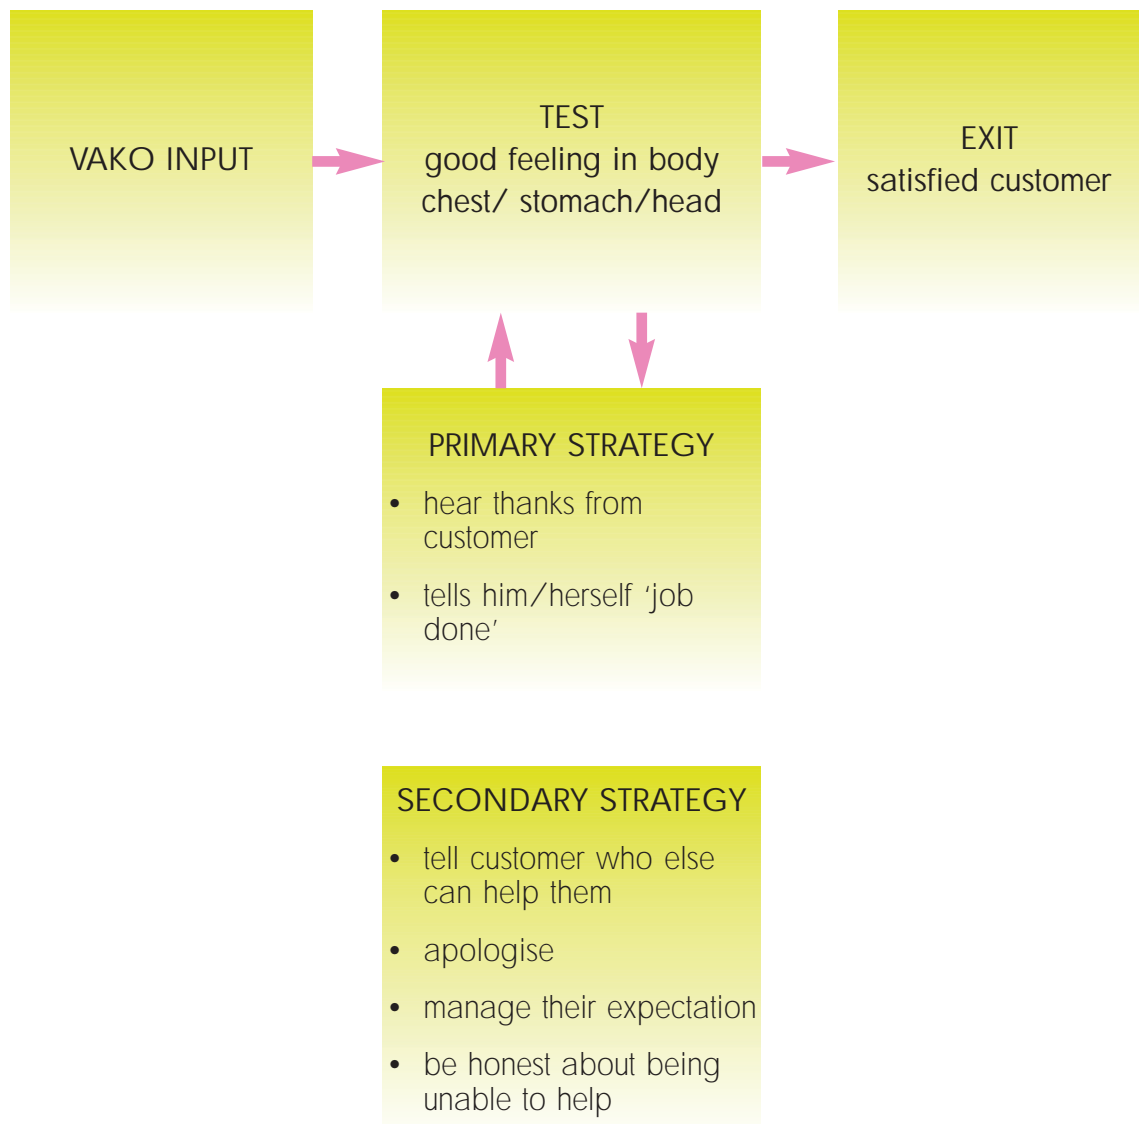 VAKO INPUT
TEST
good feeling in body
chest/ stomach/head
EXIT
satisfied customer
PRIMARY STRATEGY
• hear thanks from
customer
• tells him/herself ‘job
done’
SECONDARY STRATEGY
• tell customer who else
can help them
• apologise
• manage their expectation
• be honest about being
unable to help